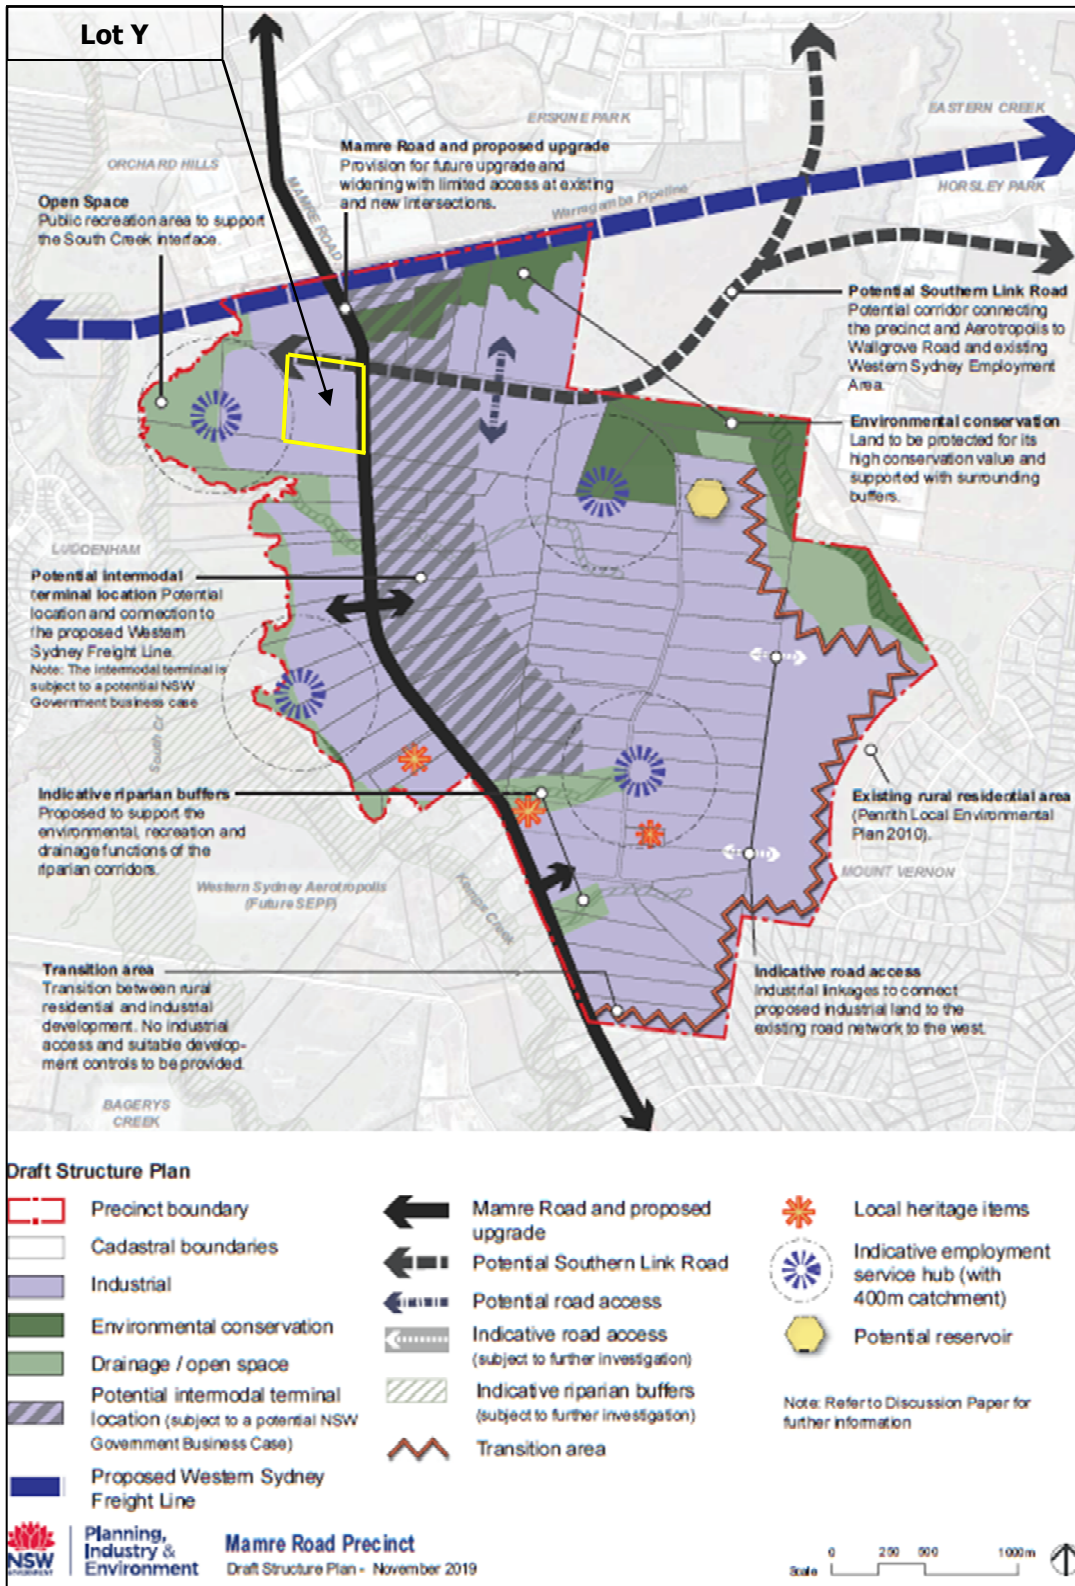 Lot Y
ERSKINE PARK
EASTERN CREEK
ORCHARD HILLS
Mamre Road and proposed upgrade
Provision for future upgrade and
widening with limited access at existing
and new intersections.
MAMRE ROAD
Warragamba Pipeline
HORSLEY PARK
Open Space
Public recreation area to support
the South Creek interface.
Potential Southern Link Road
Potential corridor connecting
the precinct and Aerotropolis to
Wallgrove Road and existing
Western Sydney Employment
Area.
Environmental conservation
Land to be protected for its
high conservation value and
supported with surrounding
buffers.
LUDDENHAM
Potential intermodal
terminal location Potential
location and connection to
the proposed Western
Sydney Freight Line.
Note: The intermodal terminal is
subject to a potential NSW
Government business case
South Cr
Indicative riparian buffers
Proposed to support the
environmental, recreation and
drainage functions of the
riparian corridors.
Existing rural residential area
(Penrith Local Environmental
Plan 2010).
MOUNT VERNON
Western Sydney Aerotropolis
(Future SEPP)
Kemps Creek
Transition area
Transition between rural
residential and industrial
development. No industrial
access and suitable develop-
ment controls to be provided.
Indicative road access
Industrial linkages to connect
proposed industrial land to the
existing road network to the west.
BAGERYS
CREEK
Draft Structure Plan
Precinct boundary
Cadastral boundaries
Industrial
Environmental conservation
Drainage / open space
Potential intermodal terminal
location (subject to a potential NSW
Government Business Case)
Proposed Western Sydney
Freight Line
Mamre Road and proposed
upgrade
Potential Southern Link Road
Potential road access
Indicative road access
(subject to further investigation)
Indicative riparian buffers
(subject to further investigation)
Transition area
Local heritage items
Indicative employment
service hub (with
400m catchment)
Potential reservoir
Note: Refer to Discussion Paper for
further information
NSW
GOVERNMENT
Planning,
Industry &
Environment
Mamre Road Precinct
Draft Structure Plan - November 2019
Scale
0 250 500 1000m